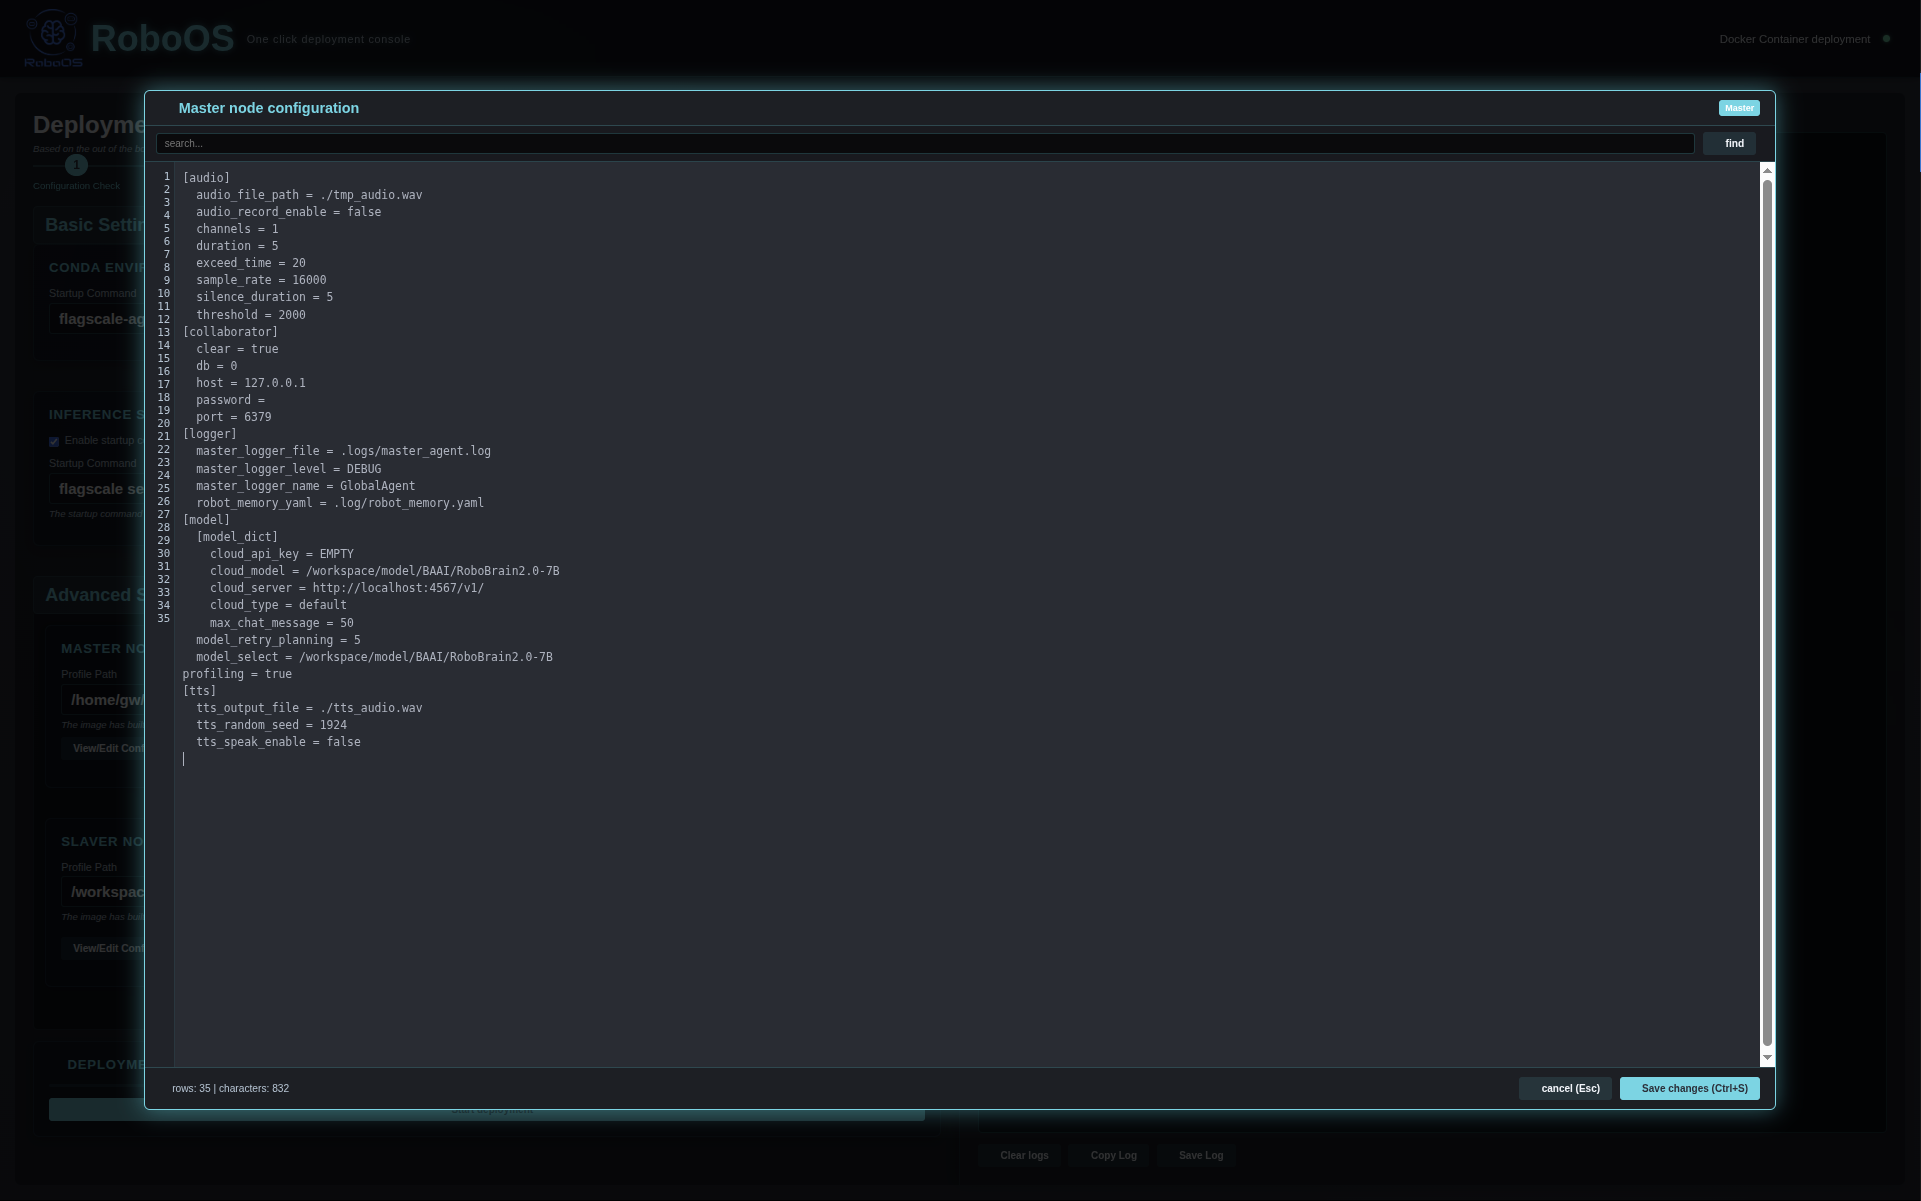 RoboOS
RoboOS
One click deployment console
Docker Container deployment
Master node configuration
Master
search...
find
1
2
3
4
5
6
7
8
9
10
11
12
13
14
15
16
17
18
19
20
21
22
23
24
25
26
27
28
29
30
31
32
33
34
35
[audio]
  audio_file_path = ./tmp_audio.wav
  audio_record_enable = false
  channels = 1
  duration = 5
  exceed_time = 20
  sample_rate = 16000
  silence_duration = 5
  threshold = 2000
[collaborator]
  clear = true
  db = 0
  host = 127.0.0.1
  password =
  port = 6379
[logger]
  master_logger_file = .logs/master_agent.log
  master_logger_level = DEBUG
  master_logger_name = GlobalAgent
  robot_memory_yaml = .log/robot_memory.yaml
[model]
  [model_dict]
    cloud_api_key = EMPTY
    cloud_model = /workspace/model/BAAI/RoboBrain2.0-7B
    cloud_server = http://localhost:4567/v1/
    cloud_type = default
    max_chat_message = 50
  model_retry_planning = 5
  model_select = /workspace/model/BAAI/RoboBrain2.0-7B
profiling = true
[tts]
  tts_output_file = ./tts_audio.wav
  tts_random_seed = 1924
  tts_speak_enable = false
rows: 35 | characters: 832
cancel (Esc)
Save changes (Ctrl+S)
Deployme
Based on the out of the bo
1
Configuration Check
Basic Settin
CONDA ENVIR
Startup Command
flagscale-ag
INFERENCE S
Enable startup c
Startup Command
flagscale se
The startup command
Advanced S
MASTER NO
Profile Path
/home/gw/
The image has buil
View/Edit Conf
SLAVER NO
Profile Path
/workspac
The image has buil
View/Edit Conf
DEPLOYME
Start deployment
Clear logs
Copy Log
Save Log